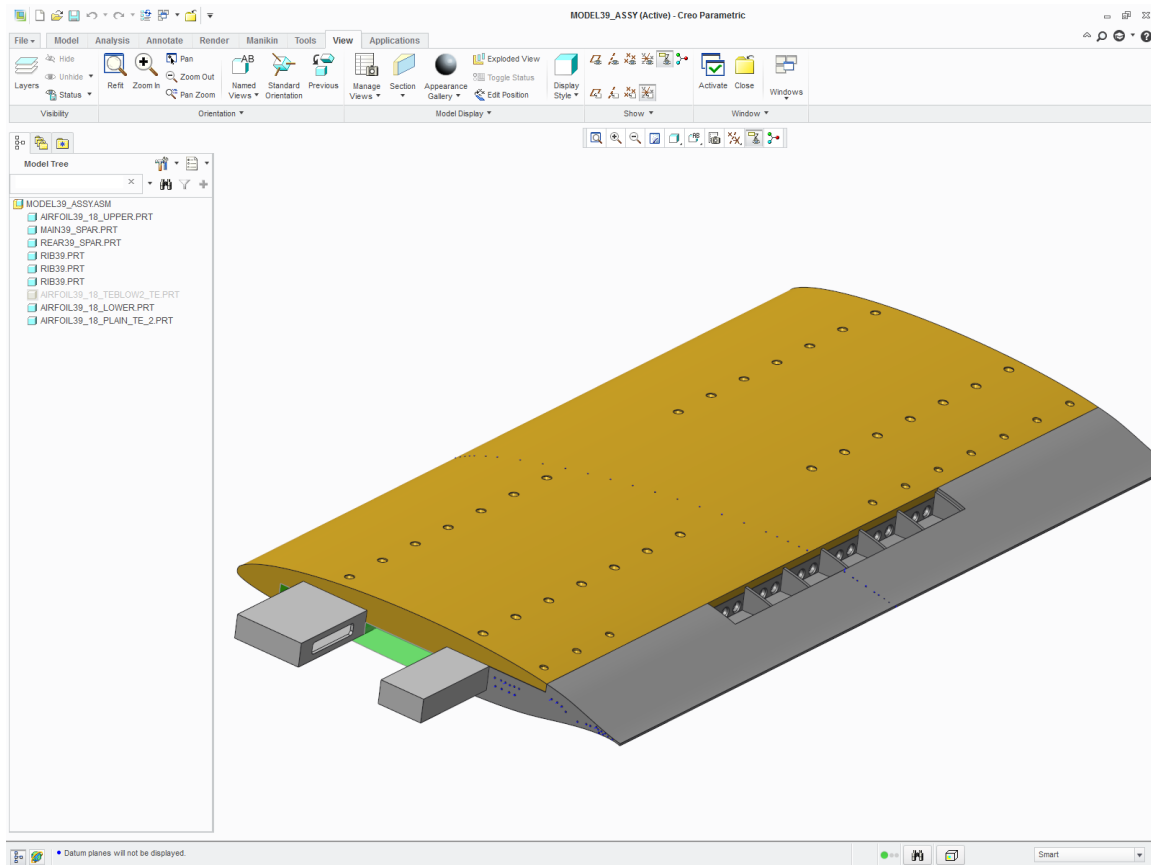 MODEL39_ASSY (Active) - Creo Parametric
File Model Analysis Annotate Render Manikin Tools View Applications
Layers
Hide
Unhide
Status
Visibility
Refit
Zoom In
Pan
Zoom Out
Pan Zoom
Named Views
Standard Orientation
Previous
Orientation
Manage Views
Section
Appearance Gallery
Exploded View
Toggle Status
Edit Position
Model Display
Display Style
Show
Activate
Close
Windows
Window
Model Tree
MODEL39_ASSY.ASM
AIRFOIL39_18_UPPER.PRT
MAIN39_SPAR.PRT
REAR39_SPAR.PRT
RIB39.PRT
RIB39.PRT
RIB39.PRT
AIRFOIL39_18_TEBLOW2_TE.PRT
AIRFOIL39_18_LOWER.PRT
AIRFOIL39_18_PLAIN_TE_2.PRT
Datum planes will not be displayed.
Smart